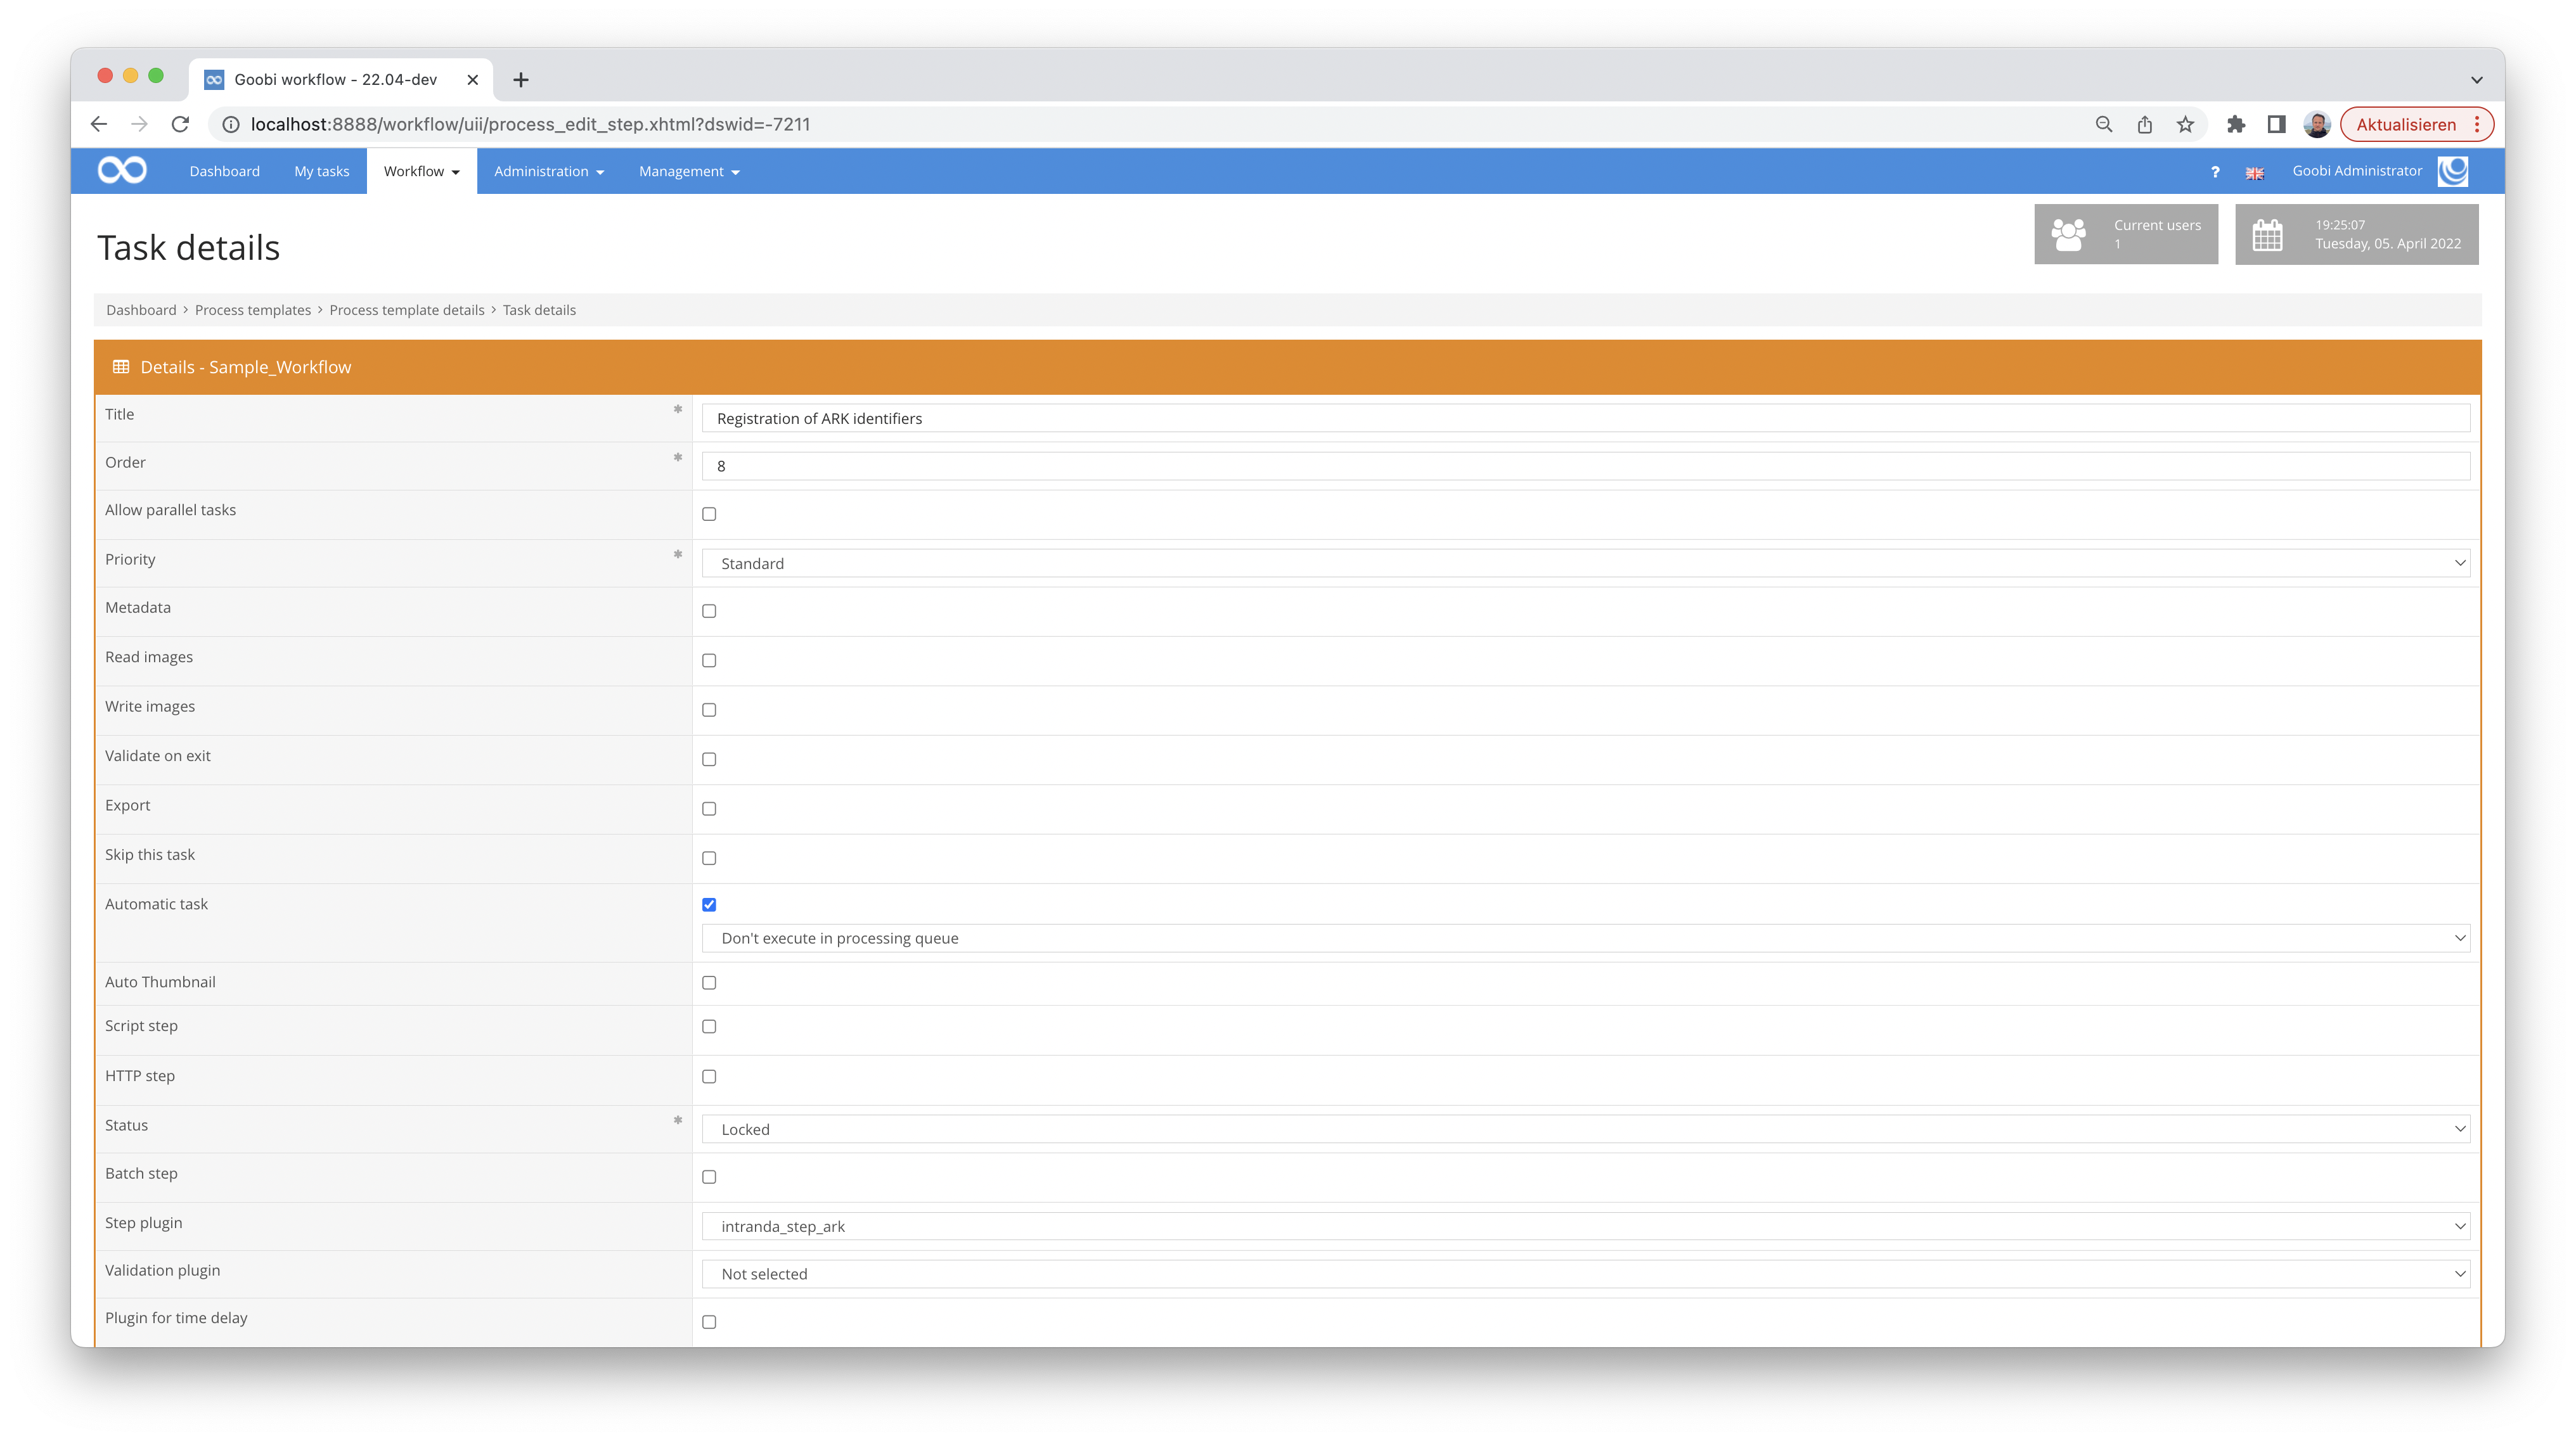 Goobi workflow - 22.04-dev
localhost:8888/workflow/uii/process_edit_step.xhtml?dswid=-7211
Aktualisieren
Dashboard My tasks Workflow Administration Management ? Goobi Administrator
Task details
Current users
1
19:25:07
Tuesday, 05. April 2022
Dashboard > Process templates > Process template details > Task details
Details - Sample_Workflow
Title * Registration of ARK identifiers
Order * 8
Allow parallel tasks
Priority * Standard
Metadata
Read images
Write images
Validate on exit
Export
Skip this task
Automatic task
Don't execute in processing queue
Auto Thumbnail
Script step
HTTP step
Status * Locked
Batch step
Step plugin intranda_step_ark
Validation plugin Not selected
Plugin for time delay